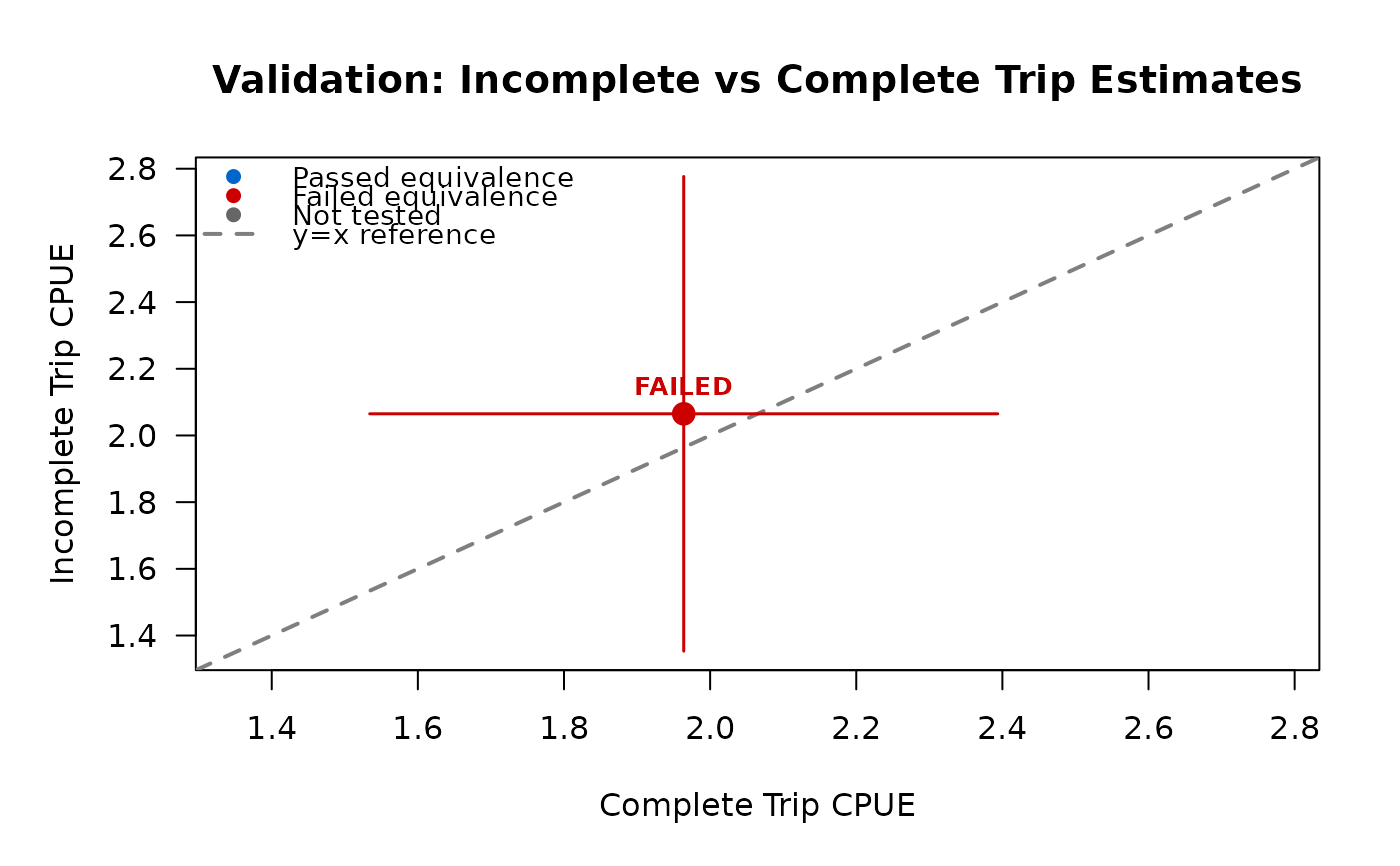 Validation: Incomplete vs Complete Trip Estimates
Passed equivalence
Failed equivalence
Not tested
y=x reference
Incomplete Trip CPUE
2.8
2.6
2.4
2.2
2.0
1.8
1.6
1.4
FAILED
1.4 1.6 1.8 2.0 2.2 2.4 2.6 2.8
Complete Trip CPUE